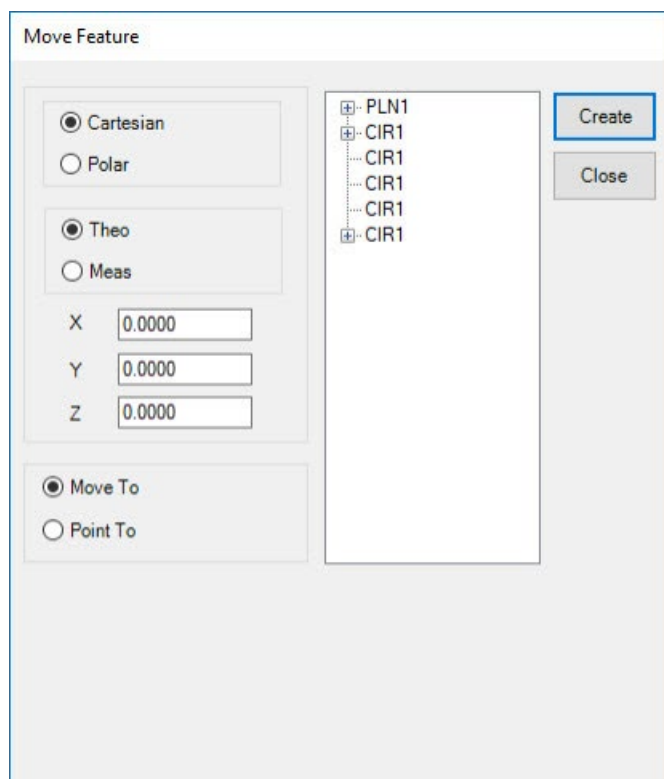 Move Feature
Cartesian
Polar
Theo
Meas
X 0.0000
Y 0.0000
Z 0.0000
Move To
Point To
PLN1
CIR1
CIR1
CIR1
CIR1
CIR1
Create
Close